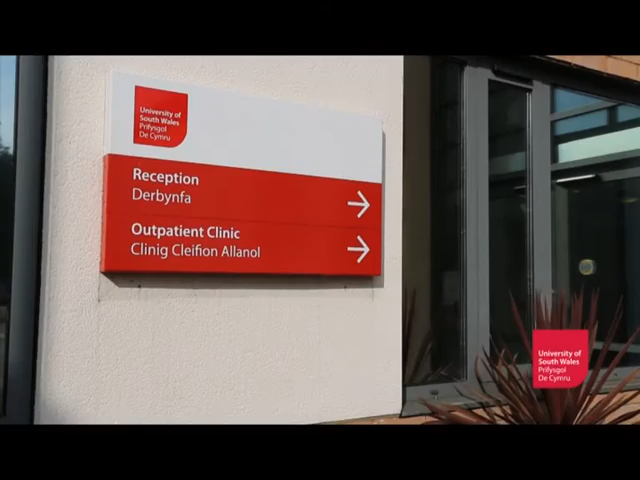 University of
South Wales
Prifysgol
De Cymru
Reception
Derbynfa
Outpatient Clinic
Clinig Cleifion Allanol
University of
South Wales
Prifysgol
De Cymru